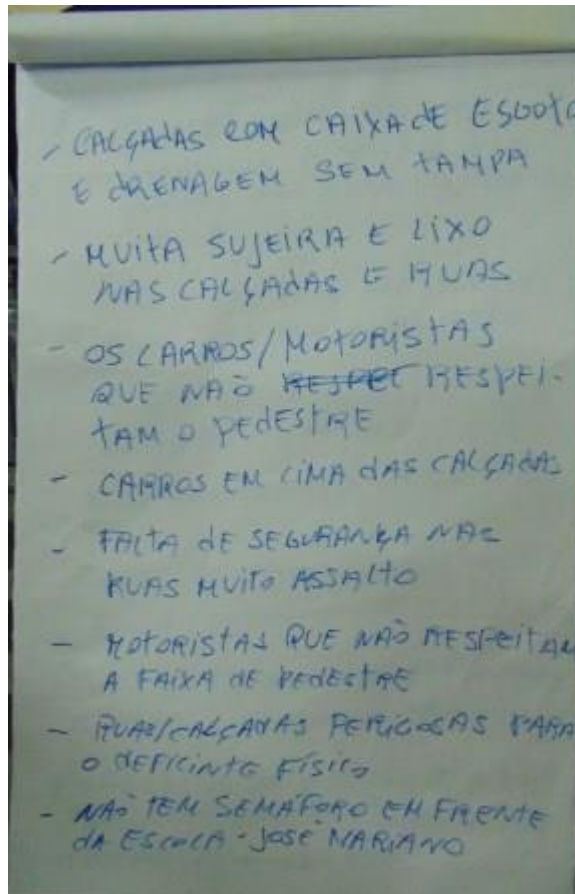 - CALÇADAS COM CAIXA DE ESGOTO
E DRENAGEM SEM TAMPA
- MUITA SUJEIRA E LIXO
NAS CALÇADAS E RUAS
- OS CARROS/MOTORISTAS
QUE NÃO RESPEC RESPEI-
TAM O PEDESTRE
- CARROS EM CIMA DAS CALÇADAS
- FALTA DE SEGURANÇA NAS
RUAS MUITO ASSALTO
- MOTORISTAS QUE NÃO RESPEITAM
A FAIXA DE PEDESTRE
- RUAS/CALÇADAS PERIGOSAS PARA
O DEFICINTE FÍSICO
- NÃO TEM SEMÁFORO EM FRENTE
DA ESCOLA - JOSÉ MARIANO